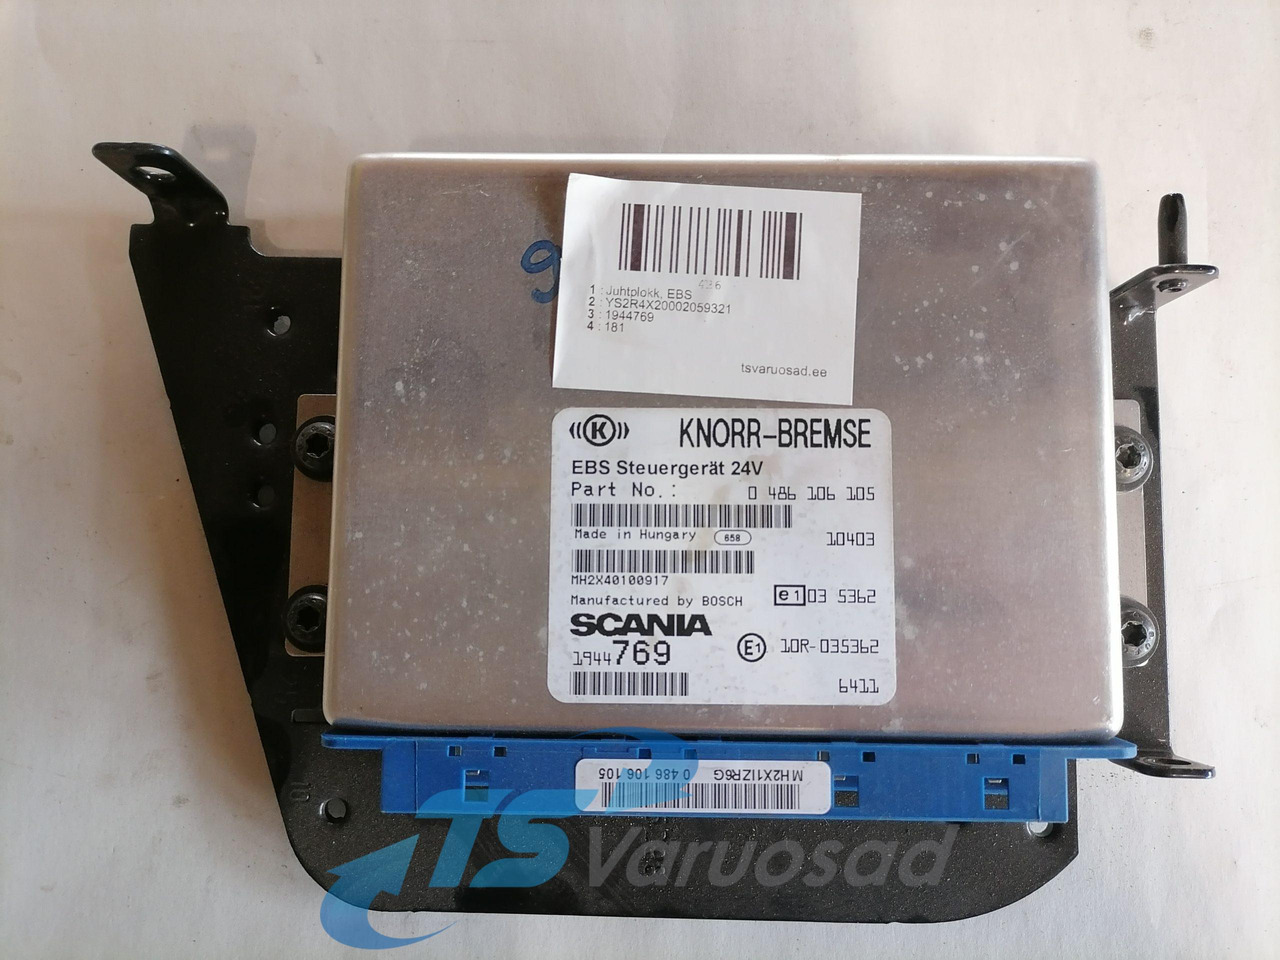 9
436
1 : Juhtplokk, EBS
2 : YS2R4X20002059321
3 : 1944769
4 : 181
tsvaruosad.ee
K KNORR-BREMSE
EBS Steuergerät 24V
Part No.: 0 486 106 105
Made in Hungary 658 10403
MH2X40100917
Manufactured by BOSCH e1 03 5362
SCANIA
1944769 E1 10R-035362
6411
MH2X1IZR6G 0 486 106 105
TS Varuosad